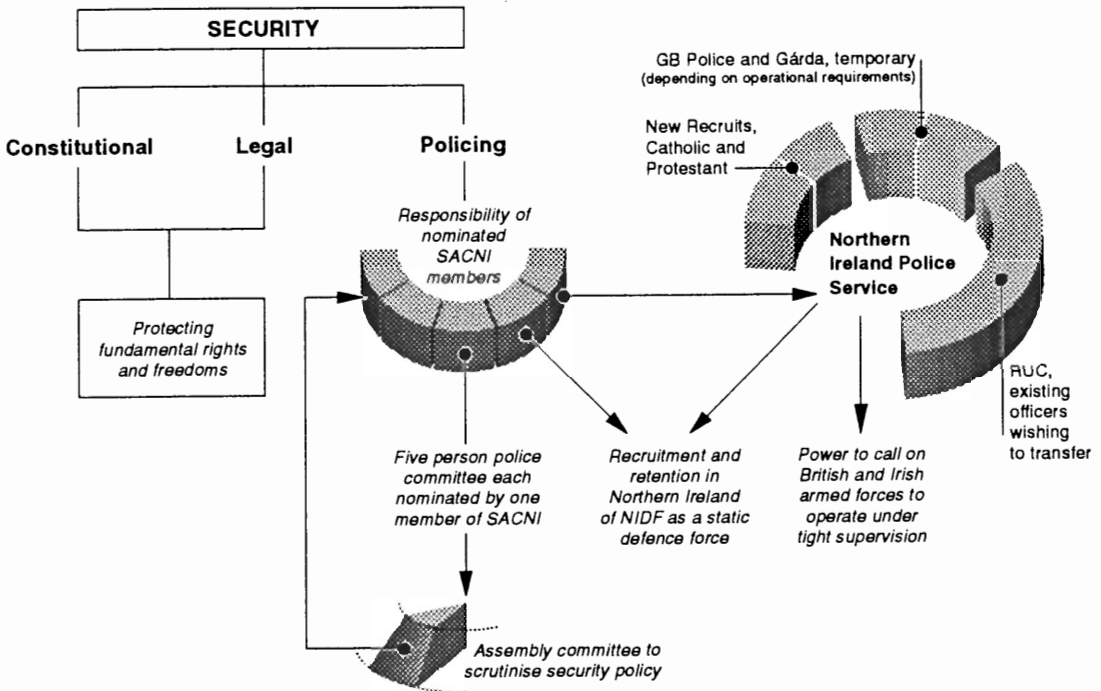 SECURITY
Constitutional
Legal
Policing
Protecting
fundamental rights
and freedoms
Responsibility of
nominated
SACNI
members
Five person police
committee each
nominated by one
member of SACNI
Assembly committee to
scrutinise security policy
Recruitment and
retention in
Northern Ireland
of NIDF as a static
defence force
Power to call on
British and Irish
armed forces to
operate under
tight supervision
GB Police and Gárda, temporary
(depending on operational requirements)
New Recruits,
Catholic and
Protestant
Northern
Ireland Police
Service
RUC,
existing
officers
wishing
to transfer